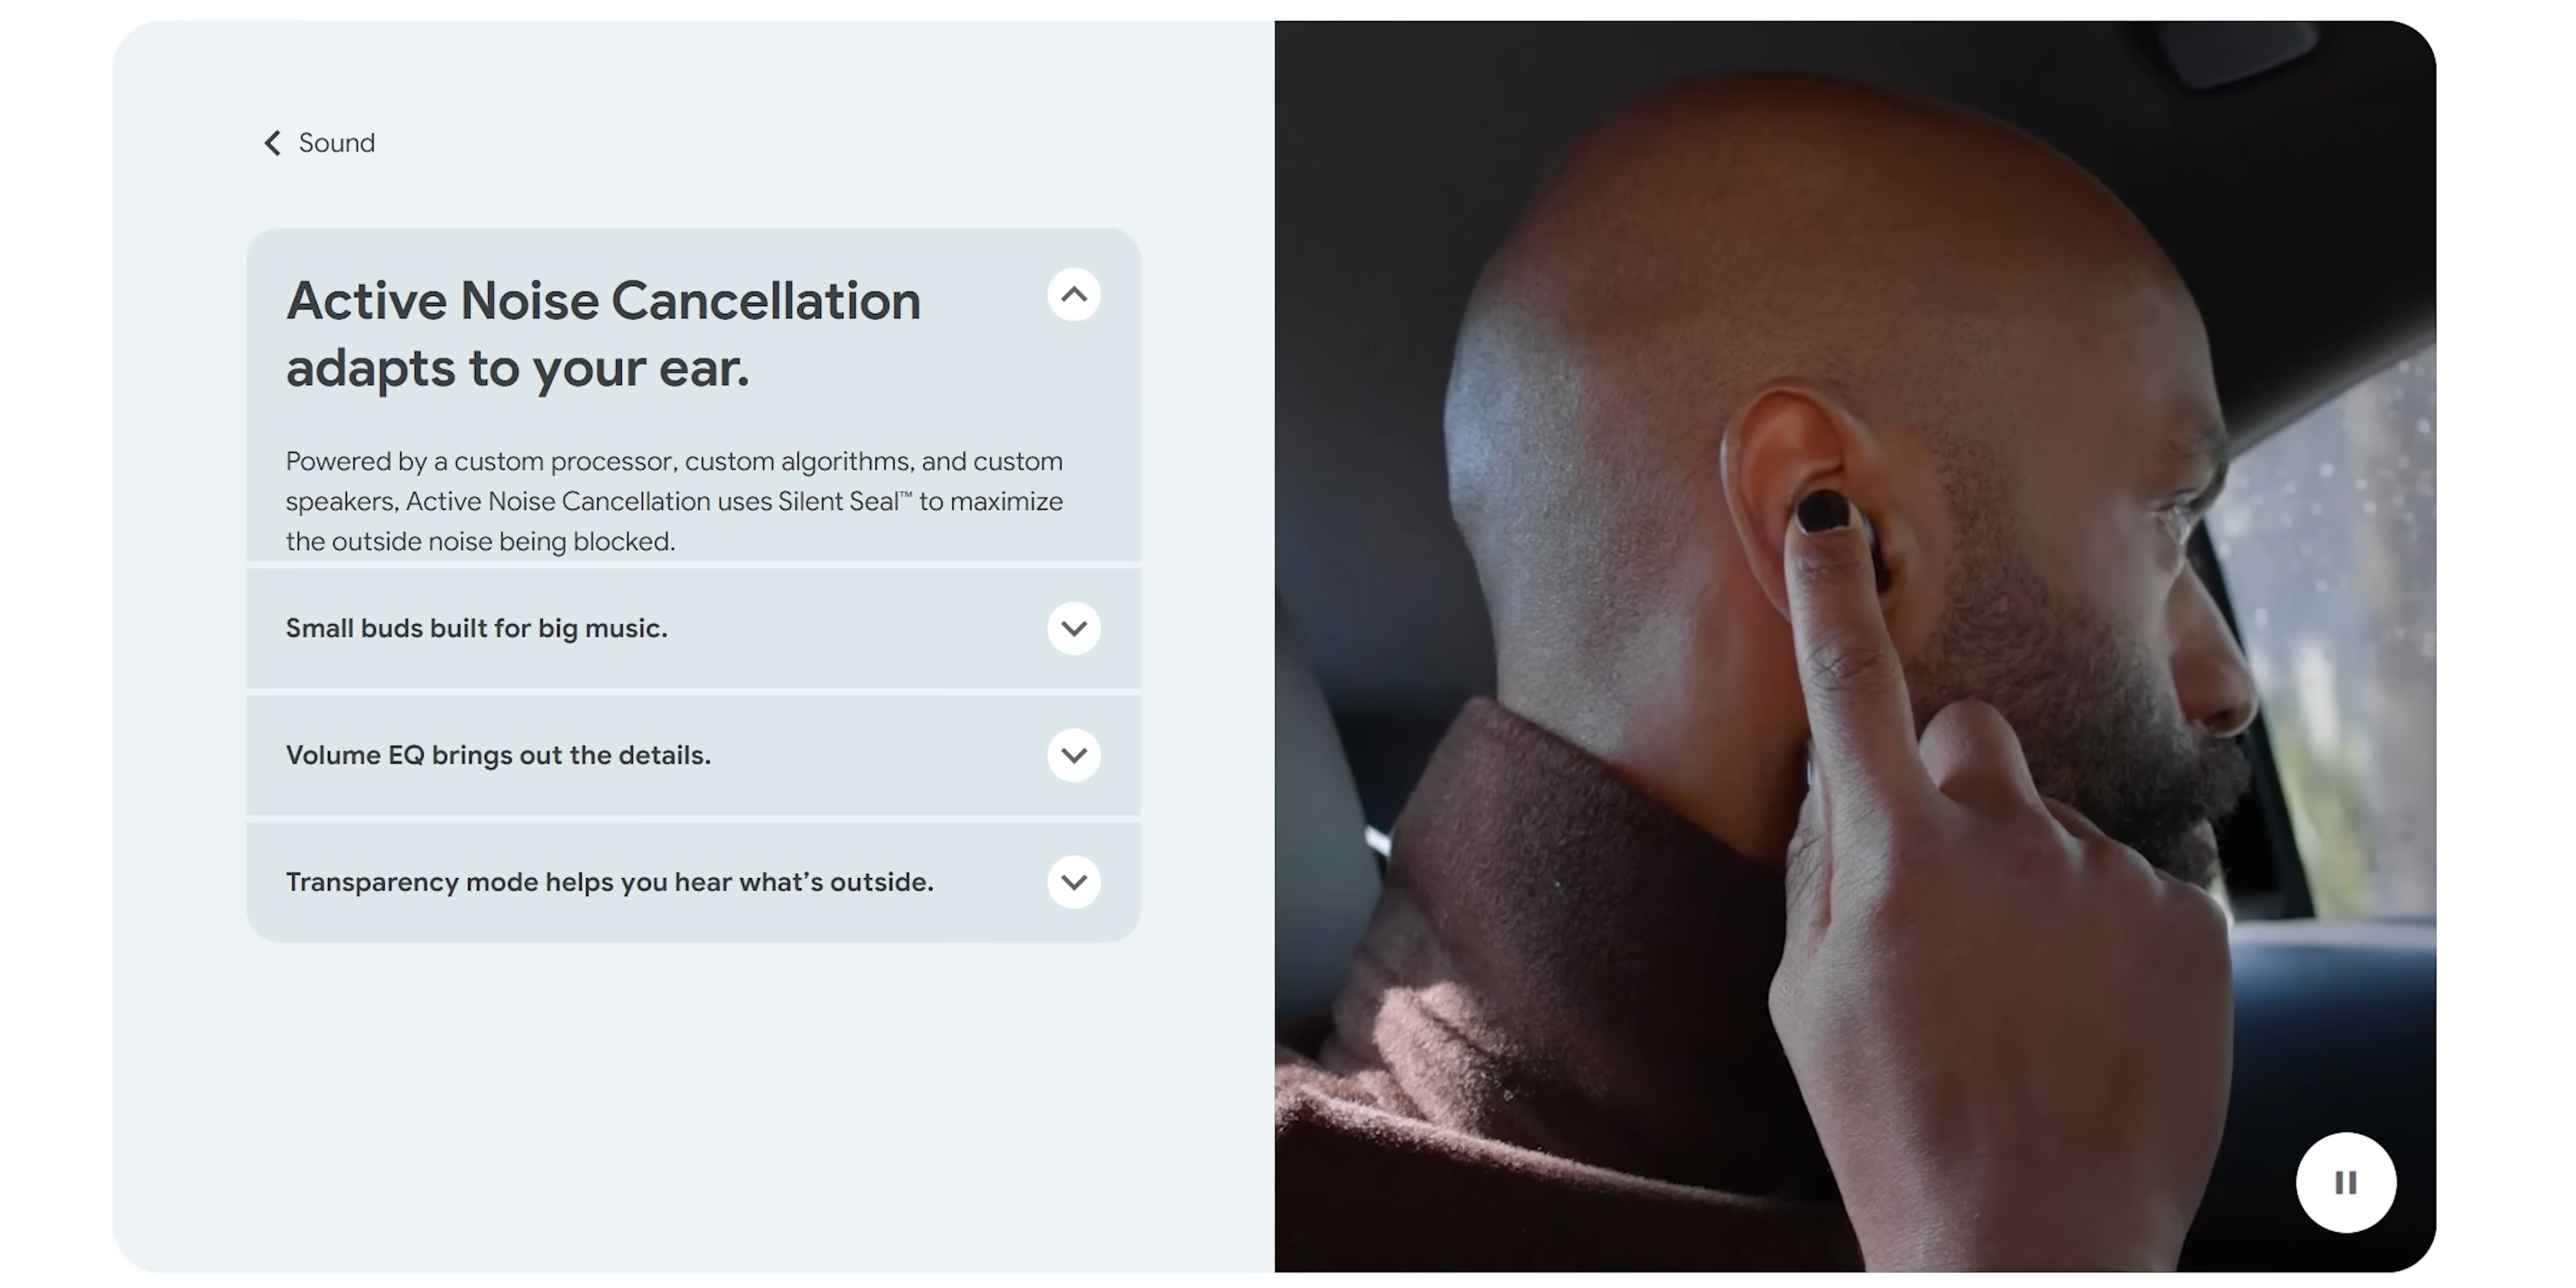 Sound
Active Noise Cancellation
adapts to your ear.
Powered by a custom processor, custom algorithms, and custom
speakers, Active Noise Cancellation uses Silent Seal™ to maximize
the outside noise being blocked.
Small buds built for big music.
Volume EQ brings out the details.
Transparency mode helps you hear what’s outside.